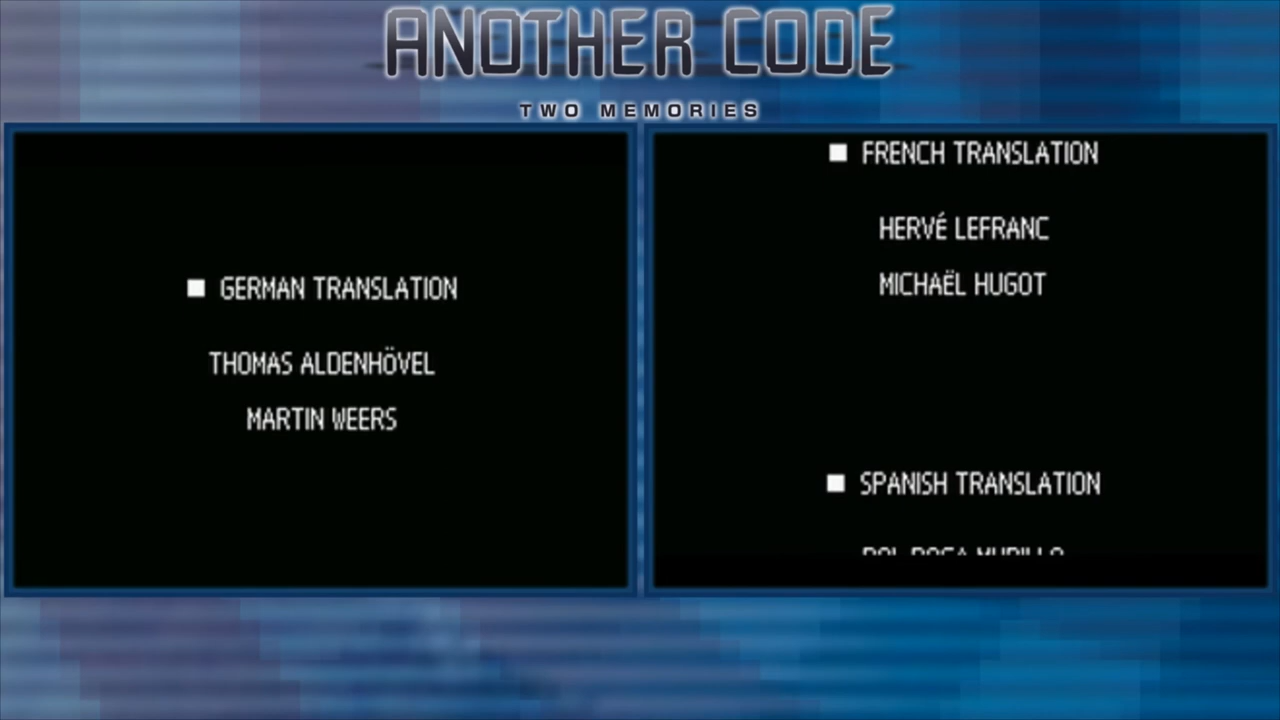 ANOTHER CODE
TWO MEMORIES
■ GERMAN TRANSLATION
THOMAS ALDENHÖVEL
MARTIN WEERS
■ FRENCH TRANSLATION
HERVÉ LEFRANC
MICHAËL HUGOT
■ SPANISH TRANSLATION